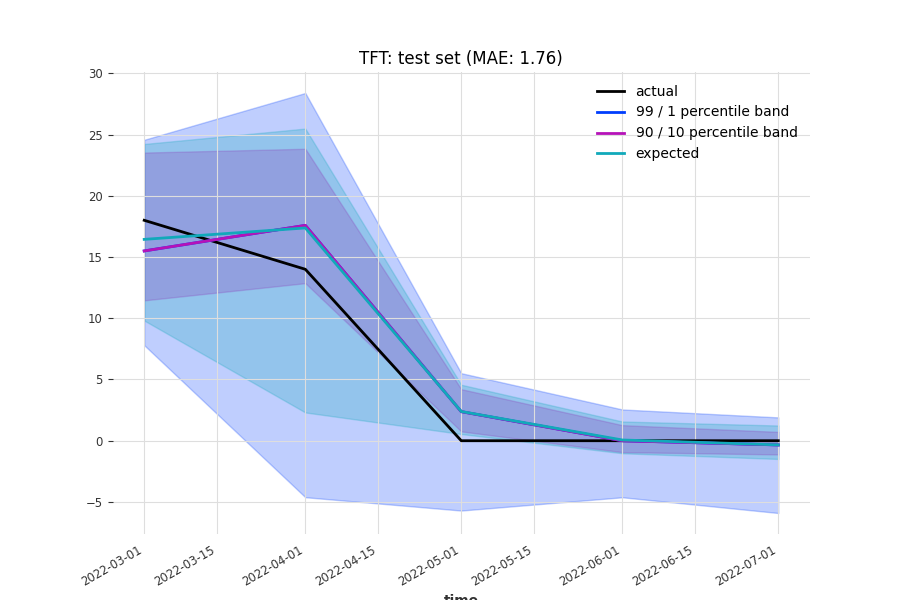 TFT: test set (MAE: 1.76)
actual
99 / 1 percentile band
90 / 10 percentile band
expected
30
25
20
15
10
5
0
−5
2022-03-01
2022-03-15
2022-04-01
2022-04-15
2022-05-01
2022-05-15
2022-06-01
2022-06-15
2022-07-01
time